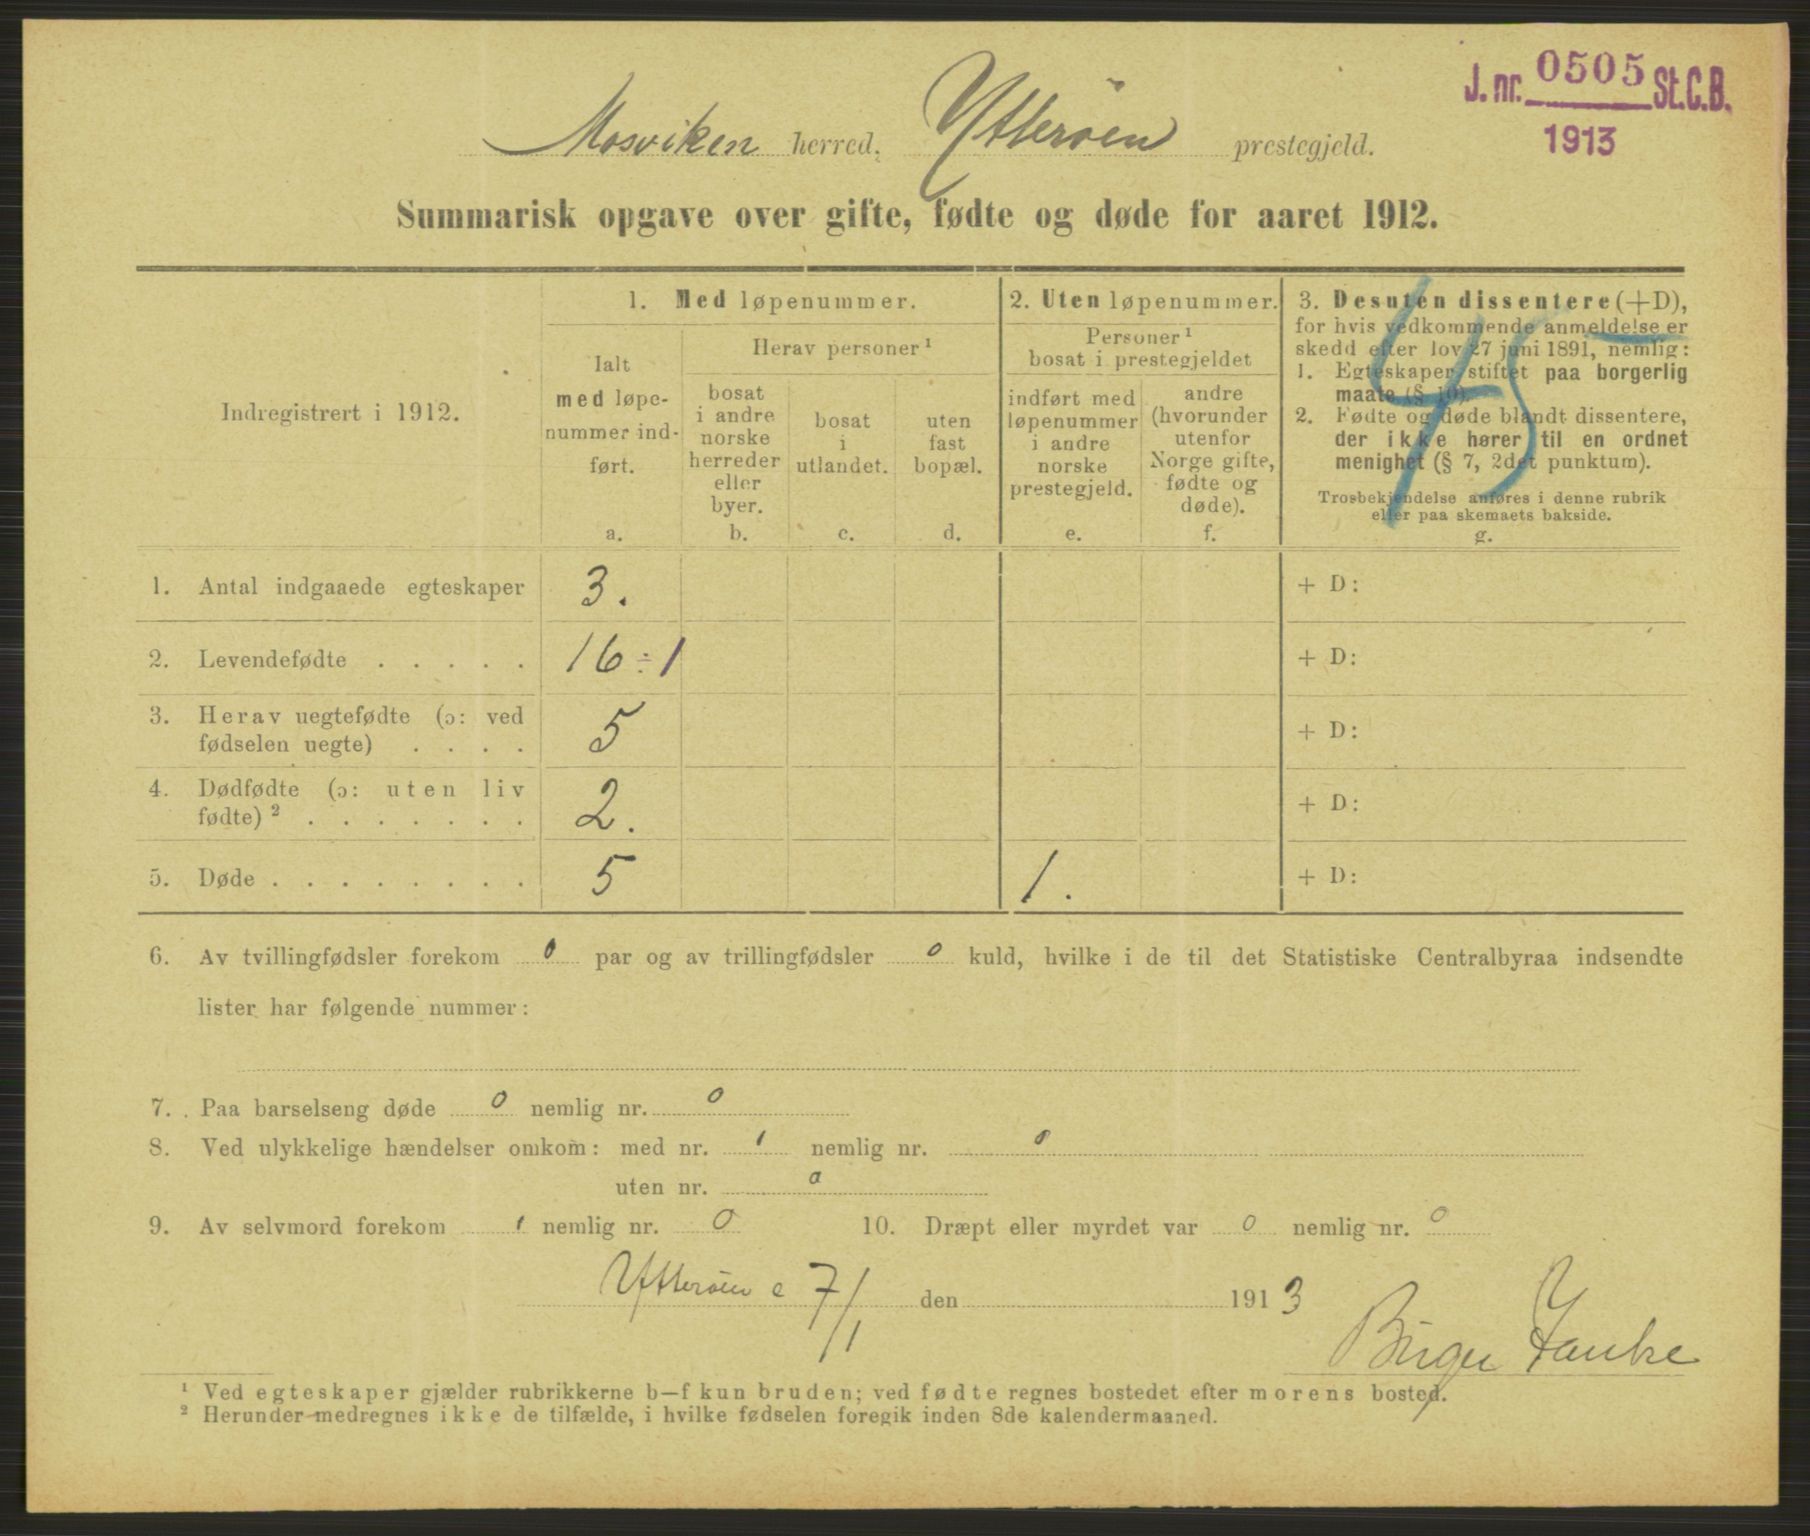 J. nr. 0505 St.C.B.
1913
Mosviken herred, Ytterøen prestegjeld.
Summarisk opgave over gifte, fødte og døde for aaret 1912.
Indregistrert i 1912.
1. Med løpenummer.
Ialt
med løpe-
nummer ind-
ført.
a.
Herav personer ¹
bosat
i andre
norske
herreder
eller
byer.
b.
bosat
i
utlandet.
c.
uten
fast
bopæl.
d.
2. Uten løpenummer.
Personer ¹
bosat i prestegjeldet
indført med
løpenummer
i andre
norske
prestegjeld.
e.
andre
(hvorunder
utenfor
Norge gifte,
fødte og
døde).
f.
3. Desuten dissentere (+D),
for hvis vedkommende anmeldelse er
skedd efter lov 27 juni 1891, nemlig:
1. Egteskaper stiftet paa borgerlig
maate (§ 10).
2. Fødte og døde blandt dissentere,
der ikke hører til en ordnet
menighet (§ 7, 2det punktum).
Trosbekjendelse anføres i denne rubrik
eller paa skemaets bakside.
g.
45
1. Antal indgaaede egteskaper 3. + D:
2. Levendefødte . . . . . 16 ÷ 1 + D:
3. Herav uegtefødte (ɔ: ved
fødselen uegte) . . . . 5 + D:
4. Dødfødte (ɔ: uten liv
fødte) ² . . . . . . . 2. + D:
5. Døde . . . . . . . . 5 1. + D:
6. Av tvillingfødsler forekom 0 par og av trillingfødsler 0 kuld, hvilke i de til det Statistiske Centralbyraa indsendte
lister har følgende nummer:
7. Paa barselseng døde 0 nemlig nr. 0
8. Ved ulykkelige hændelser omkom: med nr. 1 nemlig nr. 0
uten nr. 0
9. Av selvmord forekom 1 nemlig nr. 0 10. Dræpt eller myrdet var 0 nemlig nr. 0
Ytterøen 7/1 den 1913
Birger
¹ Ved egteskaper gjælder rubrikkerne b—f kun bruden; ved fødte regnes bostedet efter morens bosted.
² Herunder medregnes ikke de tilfælde, i hvilke fødselen foregik inden 8de kalendermaaned.